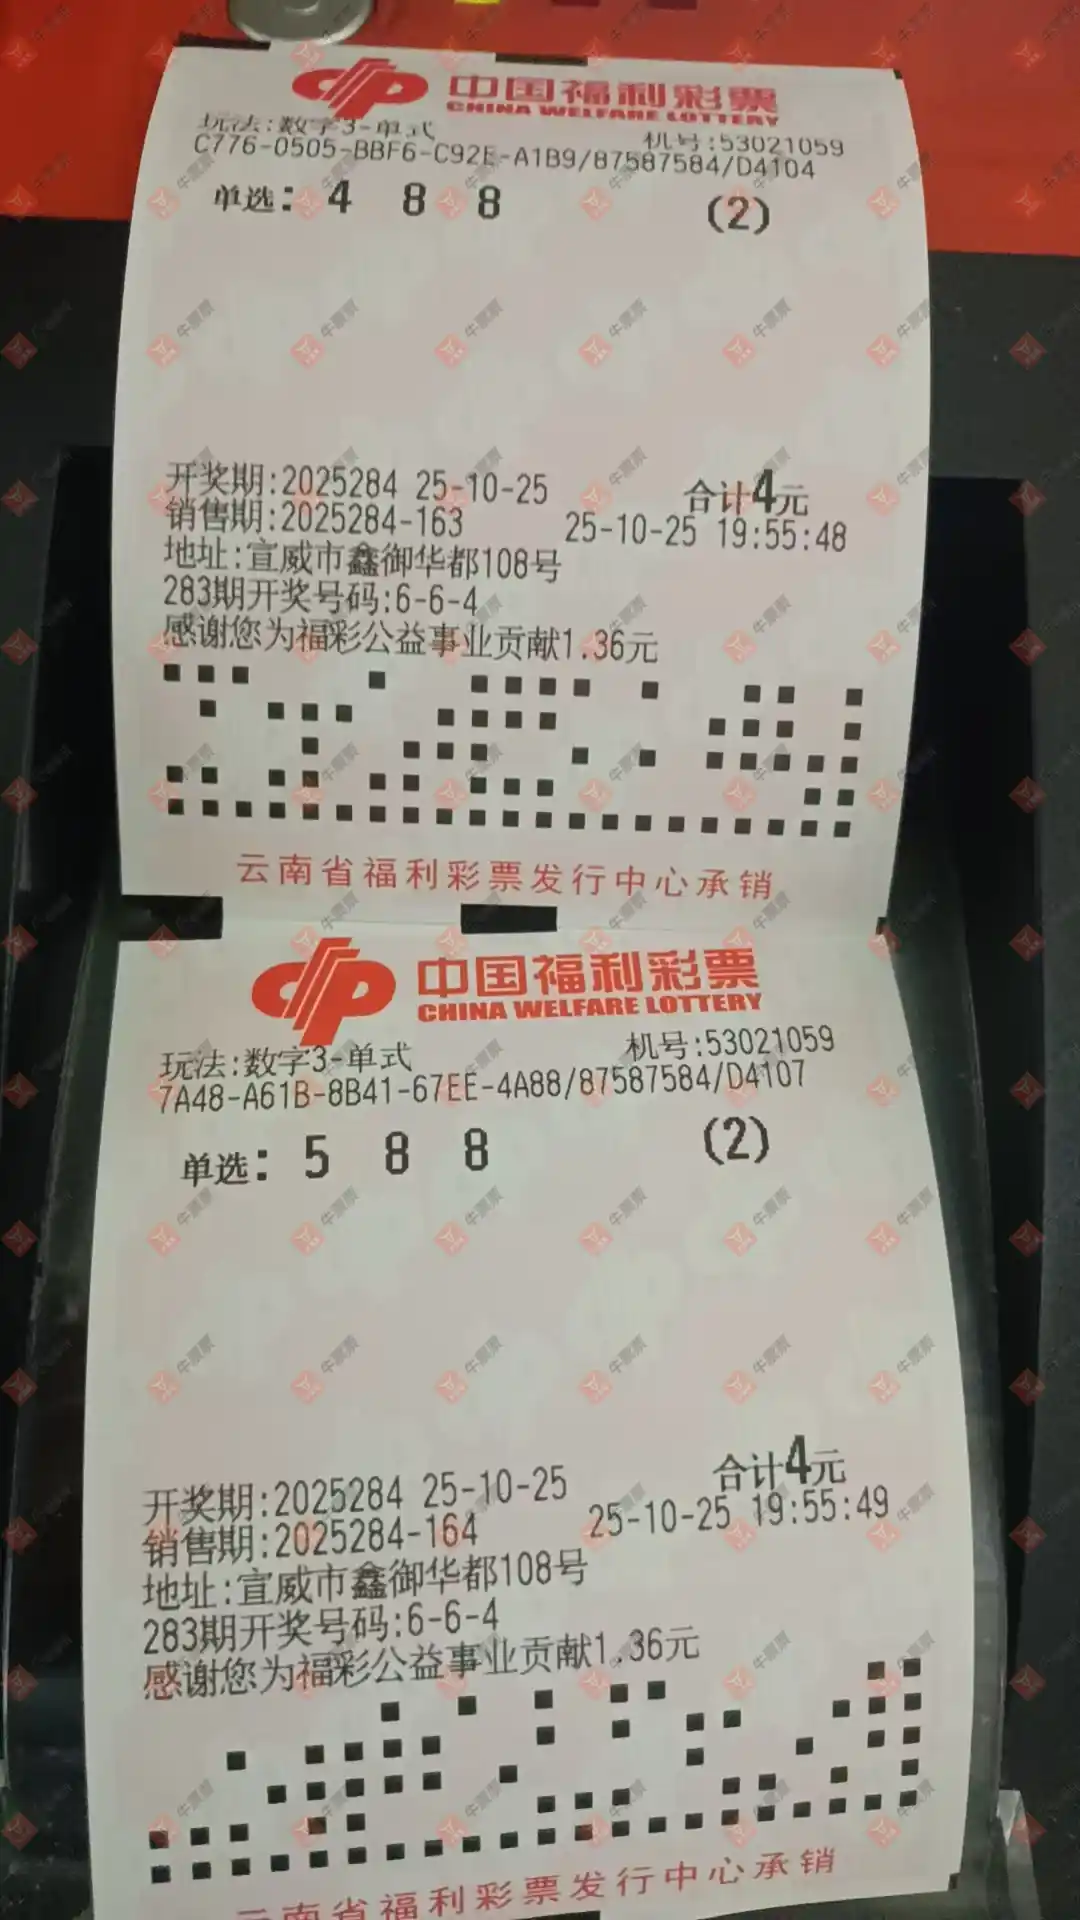 中国福利彩票
CHINA WELFARE LOTTERY
玩法:数字3-单式 机号:53021059
C776-0505-BBF6-C92E-A1B9/87587584/D4104
单选: 4 8 8 (2)
开奖期:2025284 25-10-25 合计4元
销售期:2025284-163 25-10-25 19:55:48
地址:宣威市鑫御华都108号
283期开奖号码:6-6-4
感谢您为福彩公益事业贡献1.36元
云南省福利彩票发行中心承销
中国福利彩票
CHINA WELFARE LOTTERY
玩法:数字3-单式 机号:53021059
7A48-A61B-8B41-67EE-4A88/87587584/D4107
单选: 5 8 8 (2)
开奖期:2025284 25-10-25 合计4元
销售期:2025284-164 25-10-25 19:55:49
地址:宣威市鑫御华都108号
283期开奖号码:6-6-4
感谢您为福彩公益事业贡献1.36元
云南省福利彩票发行中心承销